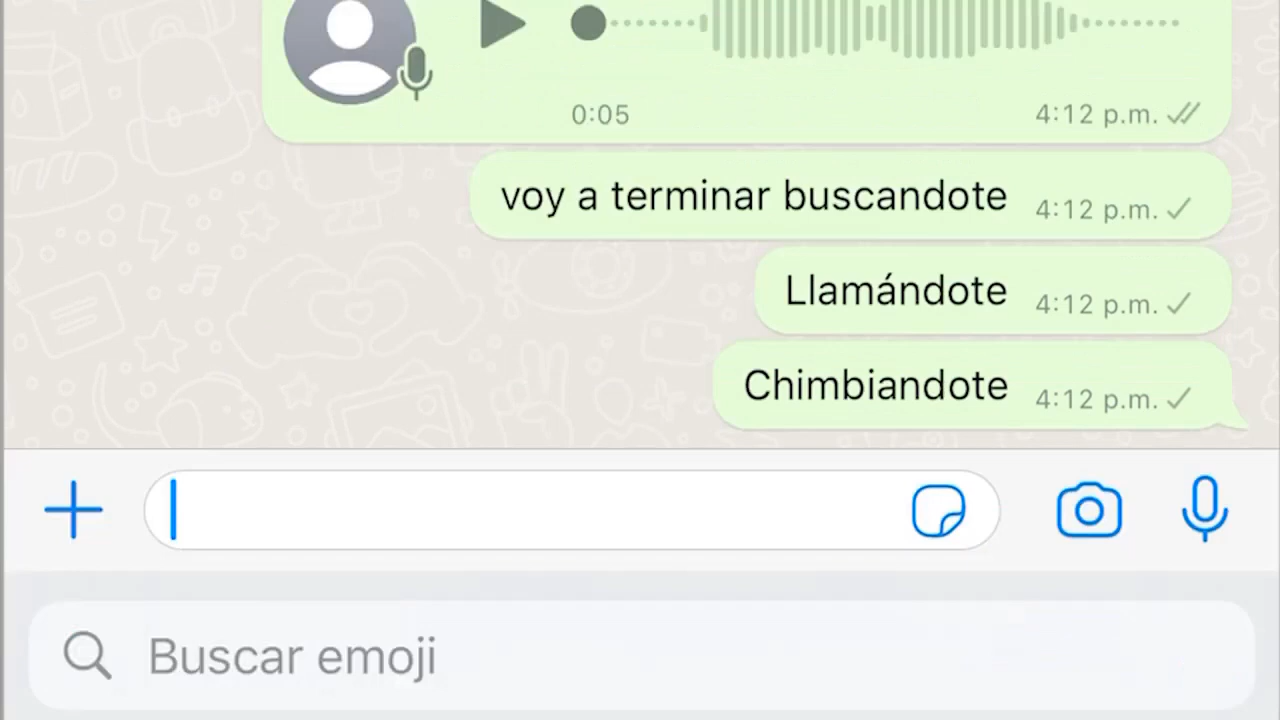 0:05 4:12 p.m.
voy a terminar buscandote 4:12 p.m.
Llamándote 4:12 p.m.
Chimbiandote 4:12 p.m.
Buscar emoji